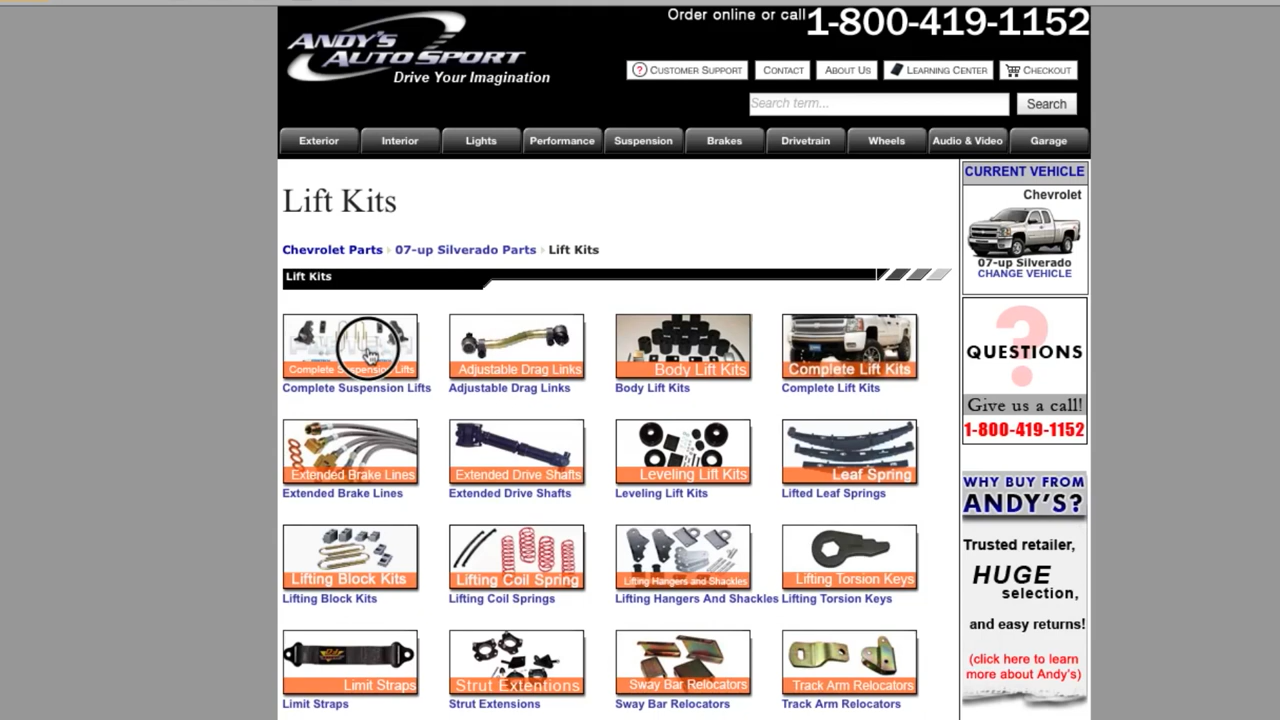 Order online or call 1-800-419-1152
ANDY'S
AUTO SPORT
Drive Your Imagination
? CUSTOMER SUPPORT
CONTACT
ABOUT US
LEARNING CENTER
CHECKOUT
Search term...
Search
Exterior
Interior
Lights
Performance
Suspension
Brakes
Drivetrain
Wheels
Audio & Video
Garage
Lift Kits
Chevrolet Parts › 07-up Silverado Parts › Lift Kits
Lift Kits
Complete Suspension Lifts
Complete Suspension Lifts
Adjustable Drag Links
Adjustable Drag Links
Body Lift Kits
Body Lift Kits
Complete Lift Kits
Complete Lift Kits
Extended Brake Lines
Extended Brake Lines
Extended Drive Shafts
Extended Drive Shafts
Leveling Lift Kits
Leveling Lift Kits
Leaf Spring
Lifted Leaf Springs
Lifting Block Kits
Lifting Block Kits
Lifting Coil Spring
Lifting Coil Springs
Lifting Hangers and Shackles
Lifting Hangers And Shackles
Lifting Torsion Keys
Lifting Torsion Keys
Limit Straps
Limit Straps
Strut Extentions
Strut Extensions
Sway Bar Relocators
Sway Bar Relocators
Track Arm Relocators
Track Arm Relocators
CURRENT VEHICLE
Chevrolet
07-up Silverado
CHANGE VEHICLE
?
QUESTIONS
Give us a call!
1-800-419-1152
WHY BUY FROM
ANDY'S?
Trusted retailer,
HUGE
selection,
and easy returns!
(click here to learn
more about Andy's)